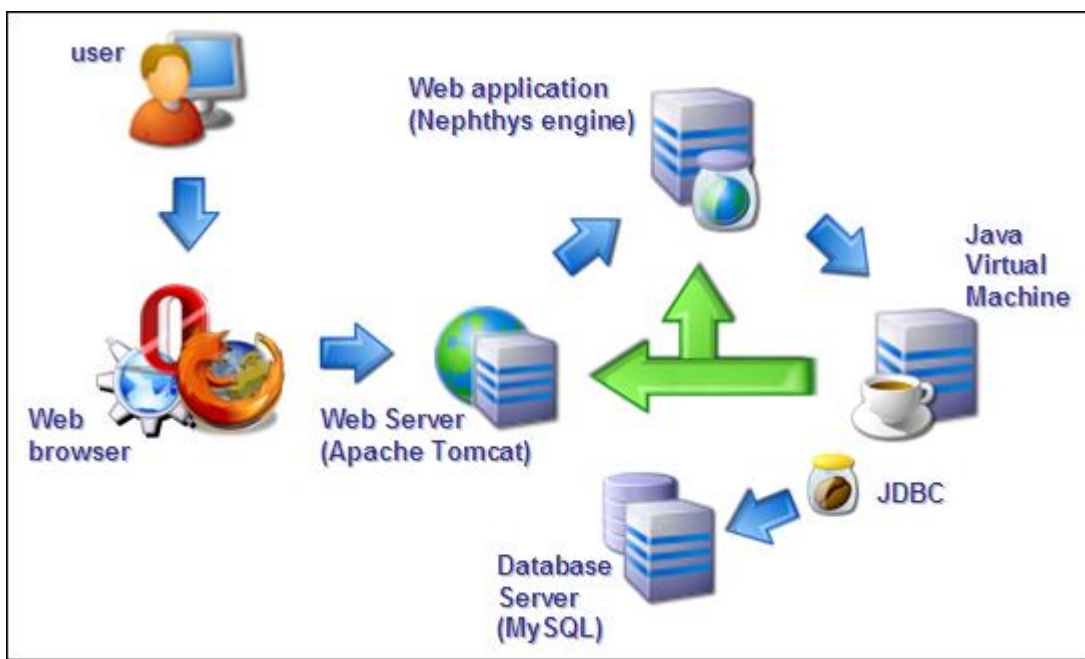 user
Web application
(Nephthys engine)
Java
Virtual
Machine
Web
browser
Web Server
(Apache Tomcat)
JDBC
Database
Server
(MySQL)